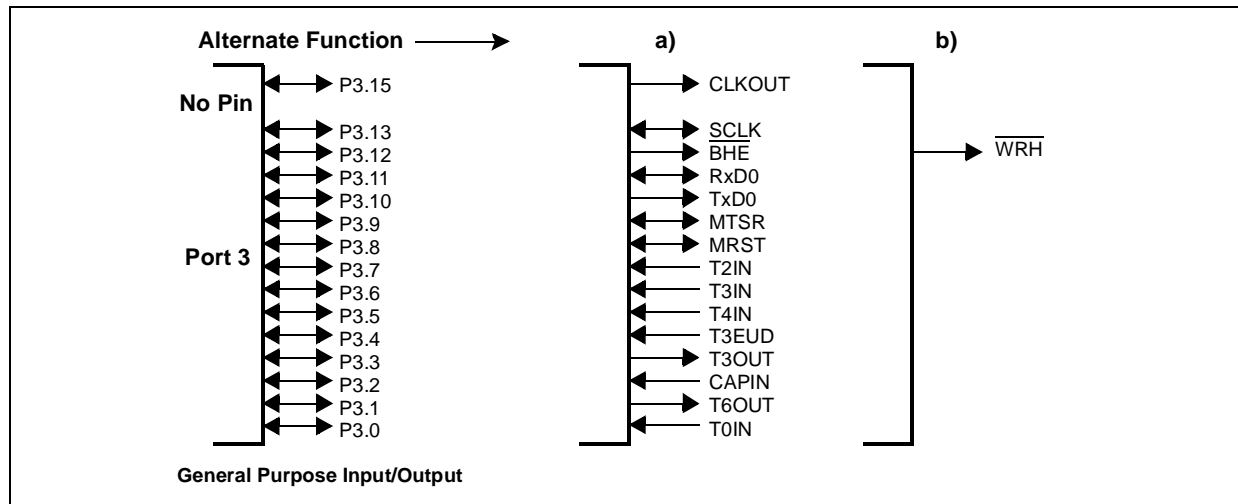 Alternate Function a) b)
P3.15 CLKOUT
No Pin
P3.13 SCLK
P3.12 BHE WRH
P3.11 RxD0
P3.10 TxD0
P3.9 MTSR
P3.8 MRST
Port 3
P3.7 T2IN
P3.6 T3IN
P3.5 T4IN
P3.4 T3EUD
P3.3 T3OUT
P3.2 CAPIN
P3.1 T6OUT
P3.0 T0IN
General Purpose Input/Output